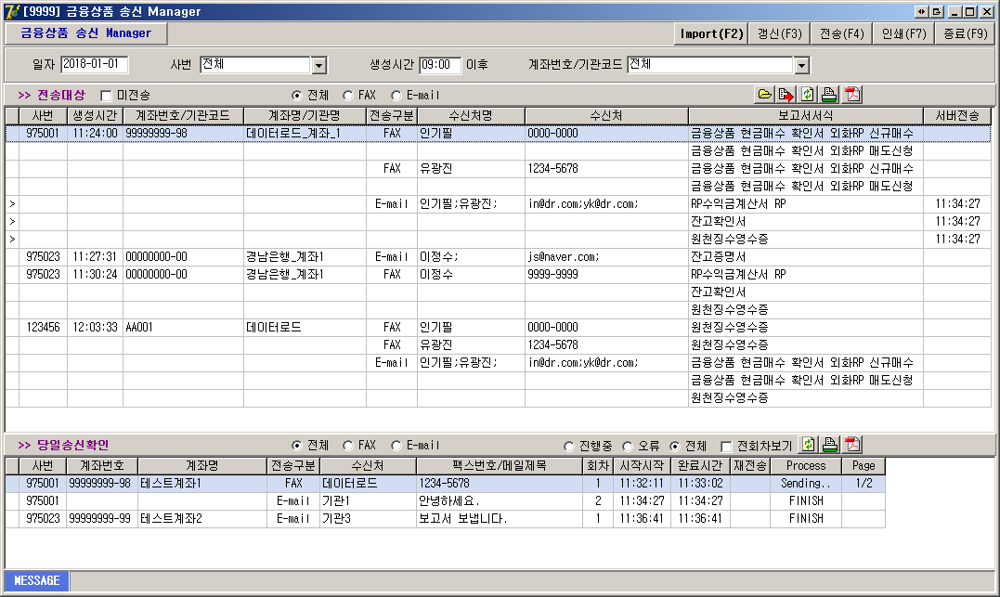 [9999] 금융상품 송신 Manager
금융상품 송신 Manager Import(F2) 갱신(F3) 전송(F4) 인쇄(F7) 종료(F9)
일자 2018-01-01 사번 전체 생성시간 09:00 이후 계좌번호/기관코드 전체
>> 전송대상 미전송 전체 FAX E-mail
사번 생성시간 계좌번호/기관코드 계좌명/기관명 전송구분 수신처명 수신처 보고서서식 서버전송
975001 11:24:00 99999999-98 데이터로드_계좌_1 FAX 인기필 0000-0000 금융상품 현금매수 확인서 외화RP 신규매수
금융상품 현금매수 확인서 외화RP 매도신청
FAX 유광진 1234-5678 금융상품 현금매수 확인서 외화RP 신규매수
금융상품 현금매수 확인서 외화RP 매도신청
> E-mail 인기필;유광진; in@dr.com;yk@dr.com; RP수익금계산서 RP 11:34:27
> 잔고확인서 11:34:27
> 원천징수영수증 11:34:27
975023 11:27:31 00000000-00 경남은행_계좌1 E-mail 이정수; js@naver.com; 잔고증명서
975023 11:30:24 00000000-00 경남은행_계좌1 FAX 이정수 9999-9999 RP수익금계산서 RP
잔고확인서
원천징수영수증
123456 12:03:33 AA001 데이터로드 FAX 인기필 0000-0000 원천징수영수증
FAX 유광진 1234-5678 원천징수영수증
E-mail 인기필;유광진; in@dr.com;yk@dr.com; 금융상품 현금매수 확인서 외화RP 신규매수
금융상품 현금매수 확인서 외화RP 매도신청
원천징수영수증
>> 당일송신확인 전체 FAX E-mail 진행중 오류 전체 전회차보기
사번 계좌번호 계좌명 전송구분 수신처 팩스번호/메일제목 회차 시작시작 완료시간 재전송 Process Page
975001 99999999-98 테스트계좌1 FAX 데이터로드 1234-5678 1 11:32:11 11:33:02 Sending.. 1/2
975001 E-mail 기관1 안녕하세요. 2 11:34:27 11:34:27 FINISH
975023 99999999-99 테스트계좌2 E-mail 기관3 보고서 보냅니다. 1 11:36:41 11:36:41 FINISH
MESSAGE